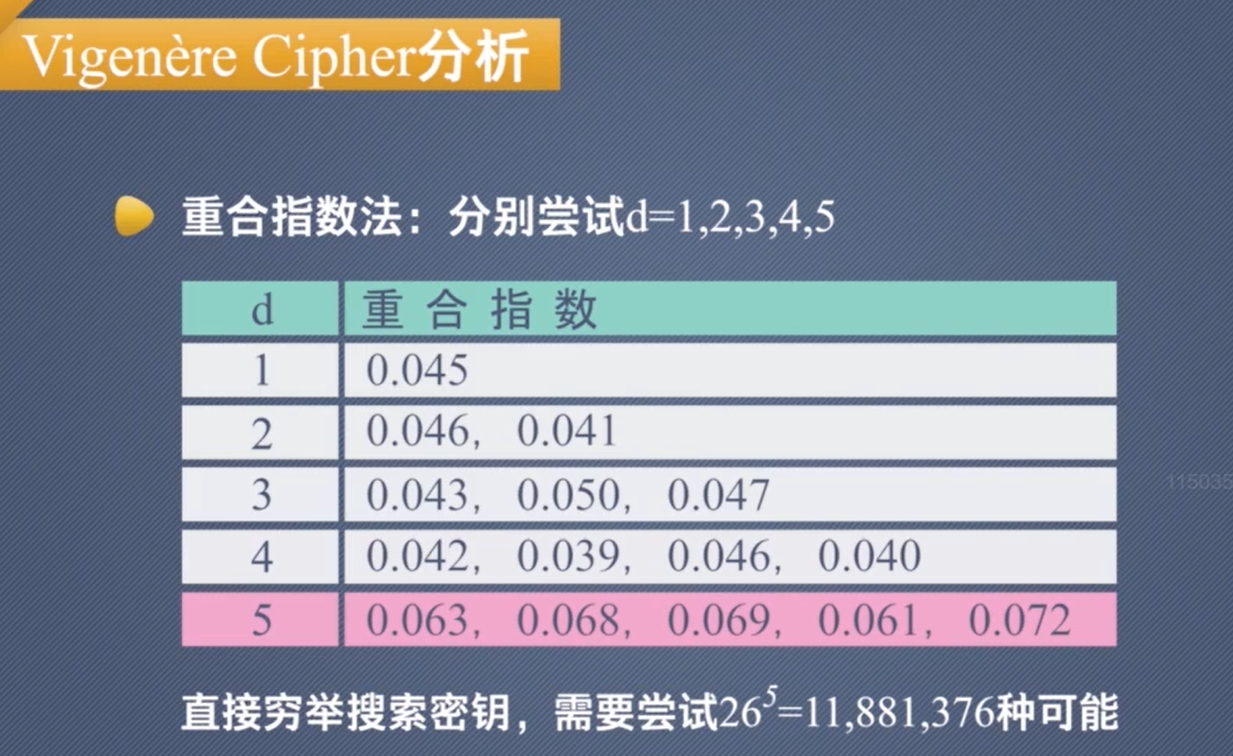 Vigenère Cipher分析
重合指数法：分别尝试d=1,2,3,4,5
d 重合指数
1 0.045
2 0.046, 0.041
3 0.043, 0.050, 0.047
4 0.042, 0.039, 0.046, 0.040
5 0.063, 0.068, 0.069, 0.061, 0.072
115035
直接穷举搜索密钥，需要尝试26⁵=11,881,376种可能